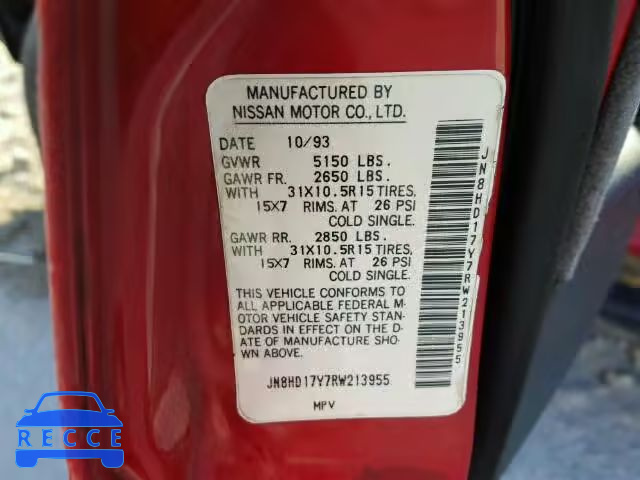 MANUFACTURED BY
NISSAN MOTOR CO., LTD.
DATE 10/93
GVWR 5150 LBS.
GAWR FR. 2650 LBS.
WITH 31X10.5R15 TIRES,
15X7 RIMS. AT 26 PSI
COLD SINGLE.
GAWR RR. 2850 LBS.
WITH 31X10.5R15 TIRES,
15X7 RIMS. AT 26 PSI
COLD SINGLE.
THIS VEHICLE CONFORMS TO
ALL APPLICABLE FEDERAL M-
OTOR VEHICLE SAFETY STAN-
DARDS IN EFFECT ON THE D-
ATE OF MANUFACTURE SHO-
WN ABOVE.
JN8HD17Y7RW213955
MPV
JN8HD17Y7RW213955